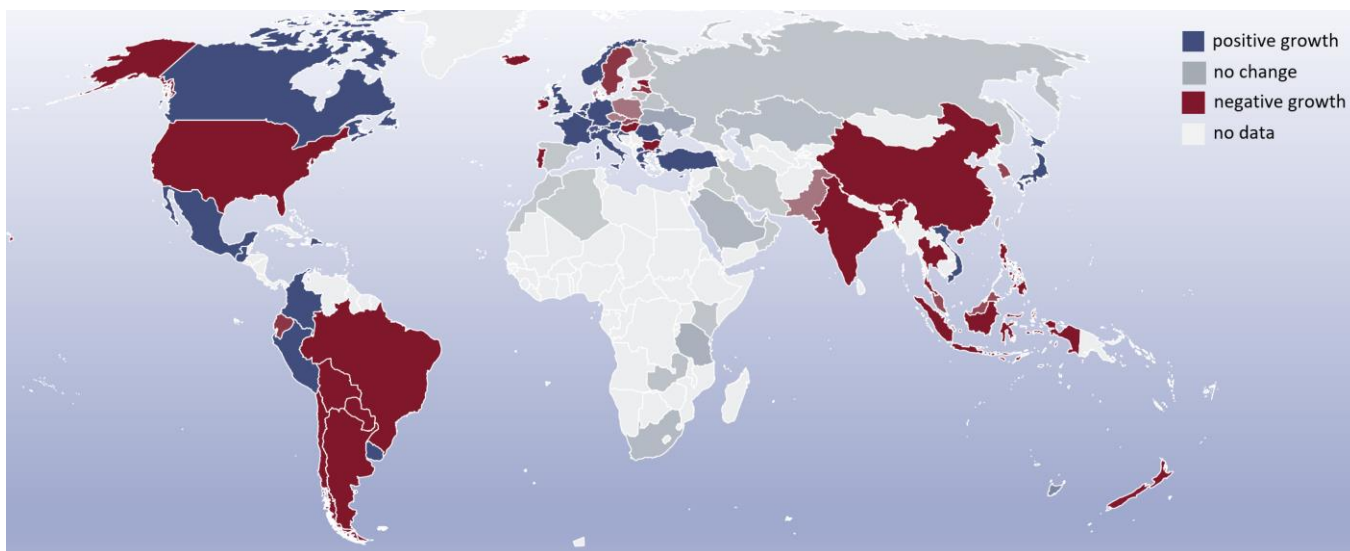 positive growth
no change
negative growth
no data